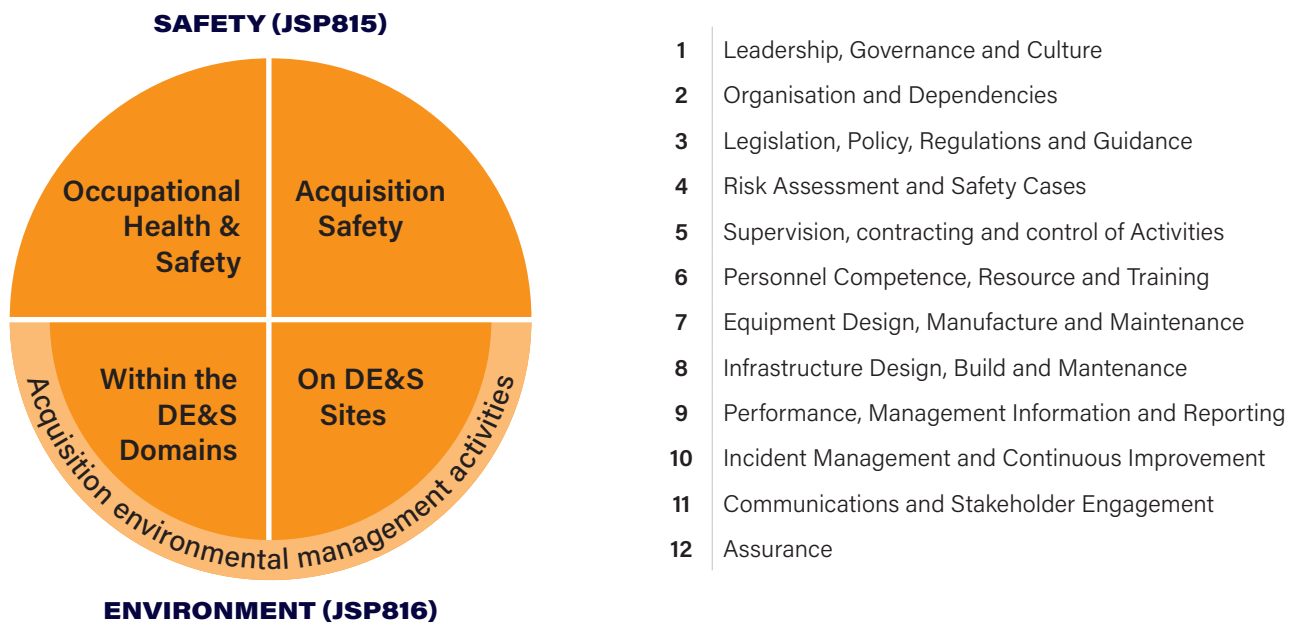 SAFETY (JSP815)
Occupational
Health &
Safety
Acquisition
Safety
Within the
DE&S
Domains
On DE&S
Sites
Acquisition environmental management activities
ENVIRONMENT (JSP816)
1 Leadership, Governance and Culture
2 Organisation and Dependencies
3 Legislation, Policy, Regulations and Guidance
4 Risk Assessment and Safety Cases
5 Supervision, contracting and control of Activities
6 Personnel Competence, Resource and Training
7 Equipment Design, Manufacture and Maintenance
8 Infrastructure Design, Build and Mantenance
9 Performance, Management Information and Reporting
10 Incident Management and Continuous Improvement
11 Communications and Stakeholder Engagement
12 Assurance